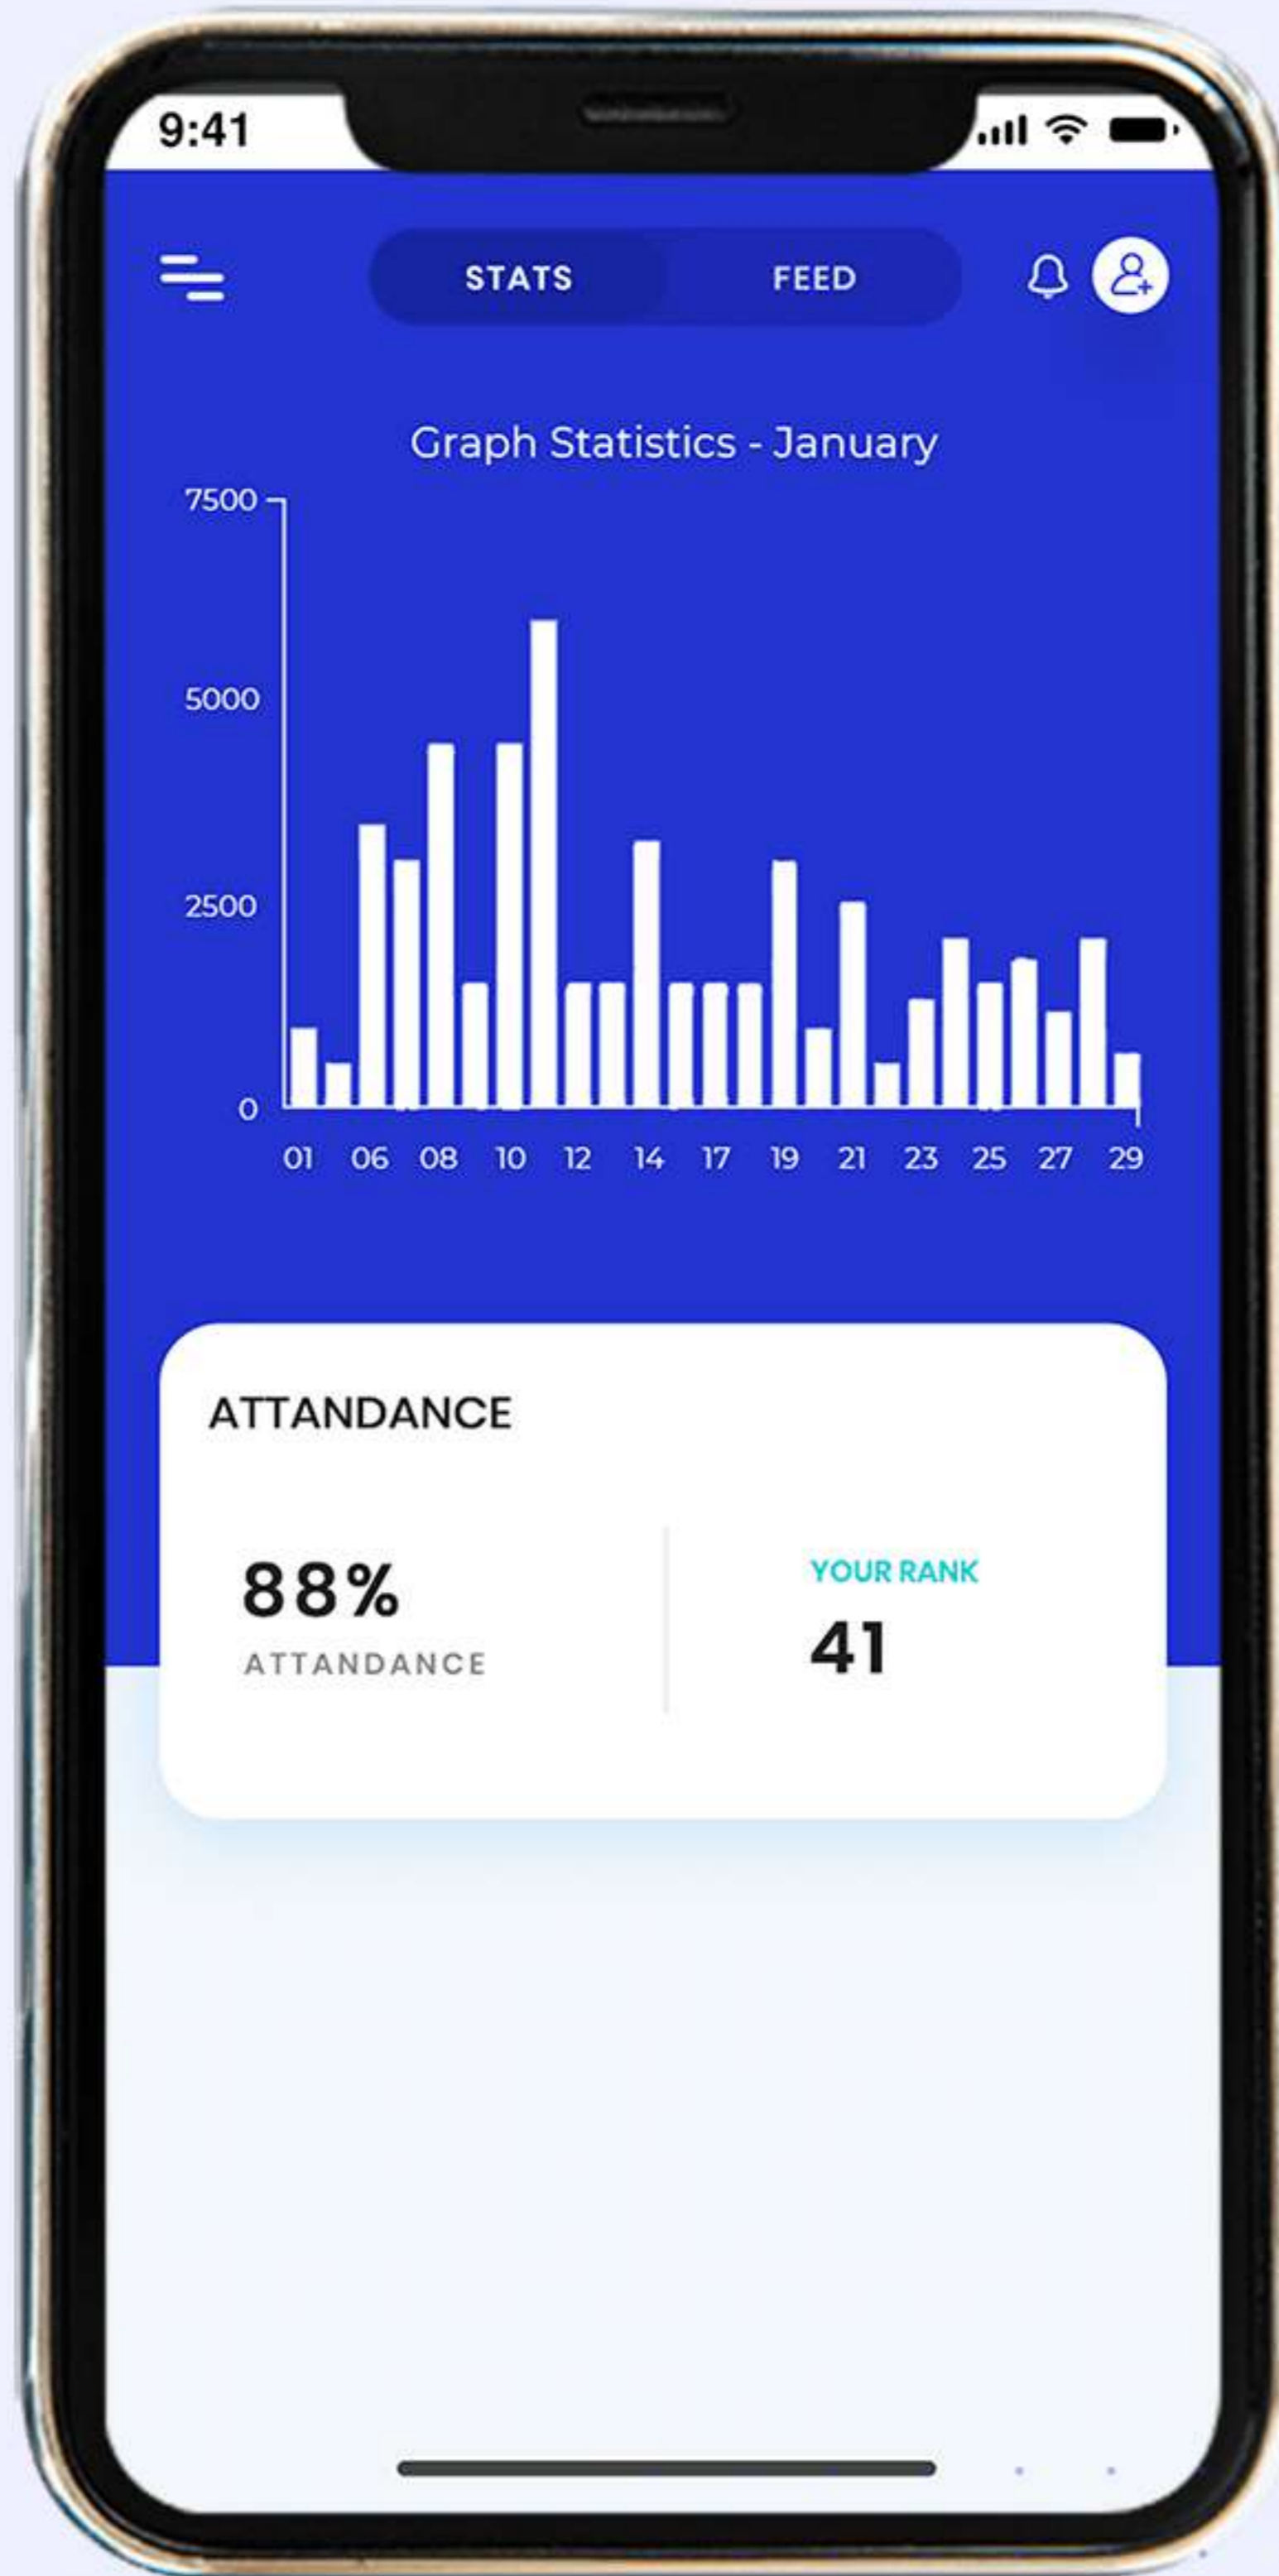 9:41
STATS FEED
Graph Statistics - January
7500
5000
2500
0
01 06 08 10 12 14 17 19 21 23 25 27 29
ATTANDANCE
88%
ATTANDANCE
YOUR RANK
41